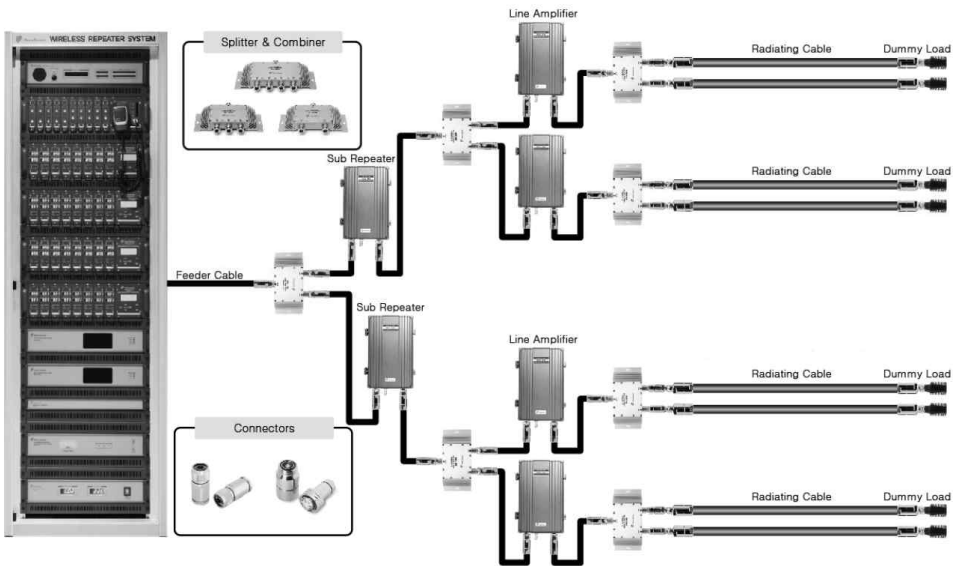 WIRELESS REPEATER SYSTEM
Splitter & Combiner
Line Amplifier
Radiating Cable
Dummy Load
Sub Repeater
Radiating Cable
Dummy Load
Feeder Cable
Sub Repeater
Line Amplifier
Radiating Cable
Dummy Load
Connectors
Radiating Cable
Dummy Load